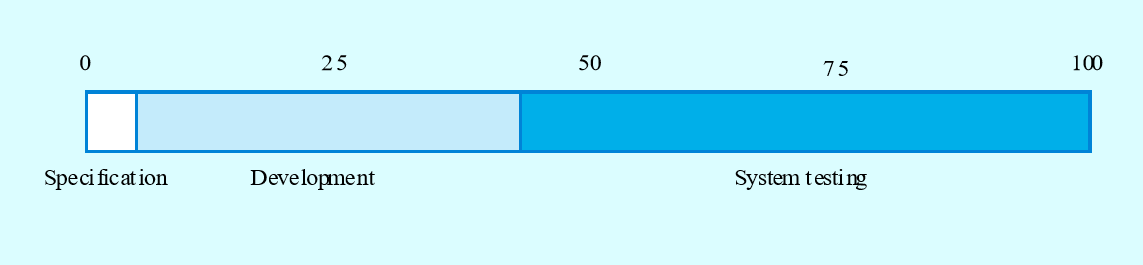 0 25 50 75 100
Specification Development System testing